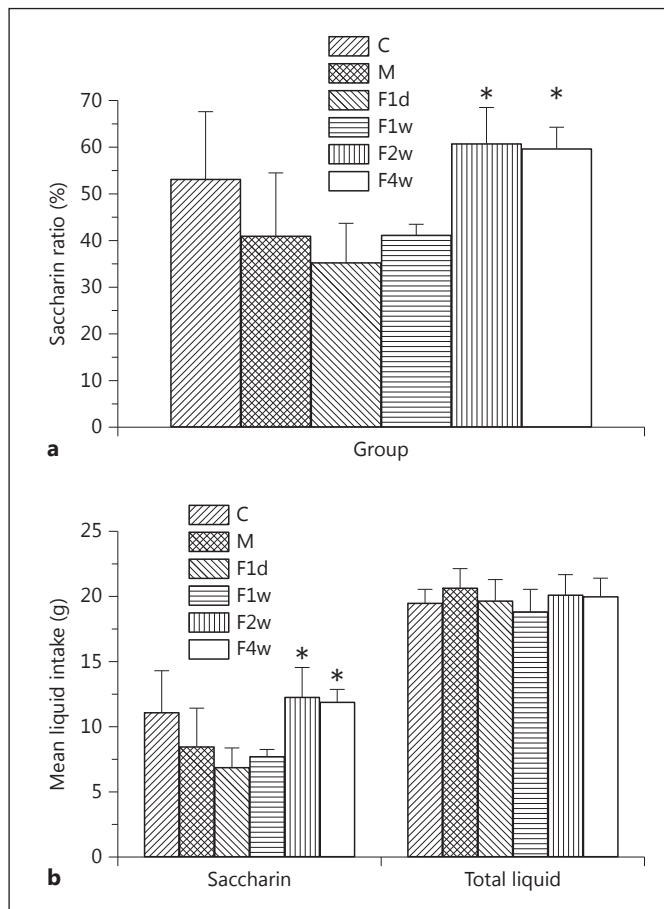 C
M
F1d
F1w
F2w
F4w
70
60
50
40
30
20
10
0
Saccharin ratio (%)
* *
a
Group
C
M
F1d
F1w
F2w
F4w
25
20
15
10
5
0
Mean liquid intake (g)
* *
b
Saccharin Total liquid